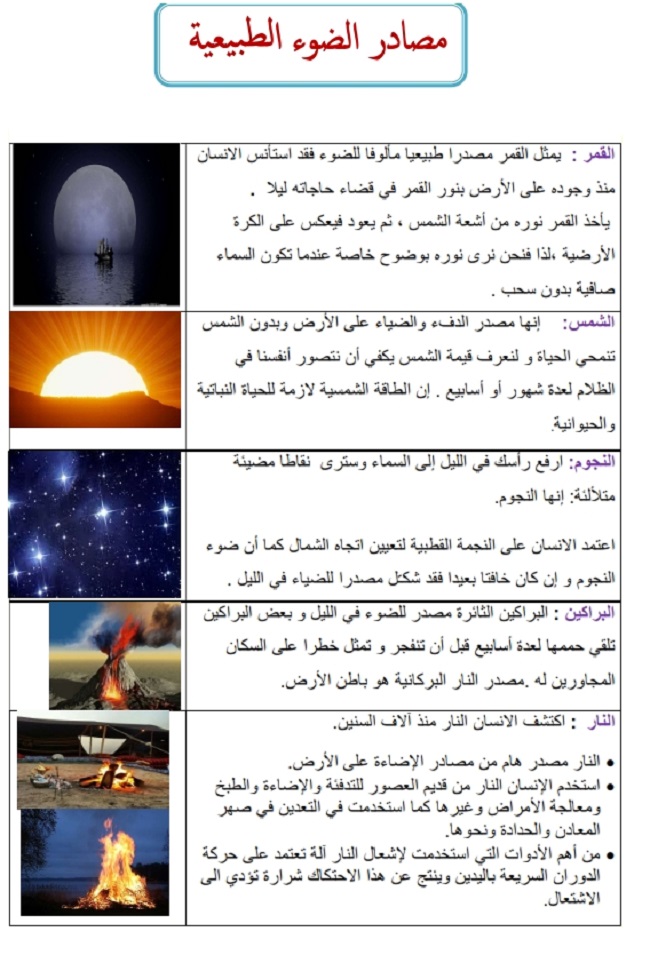 مصادر الضوء الطبيعية
القمر : يمثل القمر مصدرا طبيعيا مألوفا للضوء فقد استأنس الانسان
منذ وجوده على الأرض بنور القمر في قضاء حاجاته ليلا .
يأخذ القمر نوره من أشعة الشمس ، ثم يعود فيعكس على الكرة
الأرضية ،لذا فنحن نرى نوره بوضوح خاصة عندما تكون السماء
صافية بدون سحب .
الشمس: إنها مصدر الدفء والضياء على الأرض وبدون الشمس
تنمحي الحياة و لنعرف قيمة الشمس يكفي أن نتصور أنفسنا في
الظلام لعدة شهور أو أسابيع . إن الطاقة الشمسية لازمة للحياة النباتية
والحيوانية.
النجوم: ارفع رأسك في الليل إلى السماء وسترى نقاطا مضيئة
متلألئة: إنها النجوم.
اعتمد الانسان على النجمة القطبية لتعيين اتجاه الشمال كما أن ضوء
النجوم و إن كان خافتا بعيدا فقد شكل مصدرا للضياء في الليل .
البراكين : البراكين الثائرة مصدر للضوء في الليل و بعض البراكين
تلقي حممها لعدة أسابيع قبل أن تنفجر و تمثل خطرا على السكان
المجاورين له .مصدر النار البركانية هو باطن الأرض.
النار : اكتشف الانسان النار منذ آلاف السنين.
• النار مصدر هام من مصادر الإضاءة على الأرض.
• استخدم الإنسان النار من قديم العصور للتدفئة والإضاءة والطبخ
ومعالجة الأمراض وغيرها كما استخدمت في التعدين في صهر
المعادن والحدادة ونحوها.
• من أهم الأدوات التي استخدمت لإشعال النار آلة تعتمد على حركة
الدوران السريعة باليدين وينتج عن هذا الاحتكاك شرارة تؤدي الى
الاشتعال.